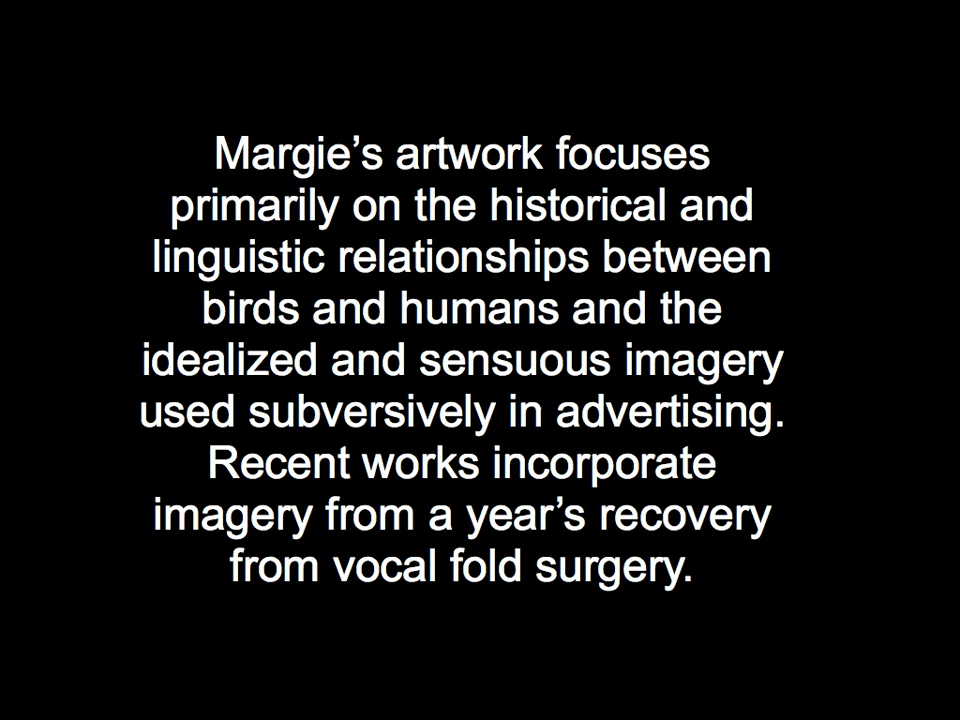 Margie’s artwork focuses
primarily on the historical and
linguistic relationships between
birds and humans and the
idealized and sensuous imagery
used subversively in advertising.
Recent works incorporate
imagery from a year’s recovery
from vocal fold surgery.